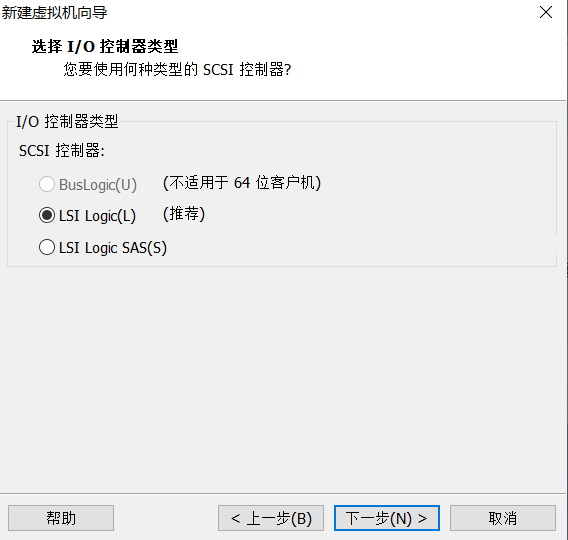 新建虚拟机向导
选择 I/O 控制器类型
您要使用何种类型的 SCSI 控制器?
I/O 控制器类型
SCSI 控制器:
BusLogic(U) (不适用于 64 位客户机)
LSI Logic(L) (推荐)
LSI Logic SAS(S)
帮助 < 上一步(B) 下一步(N) > 取消